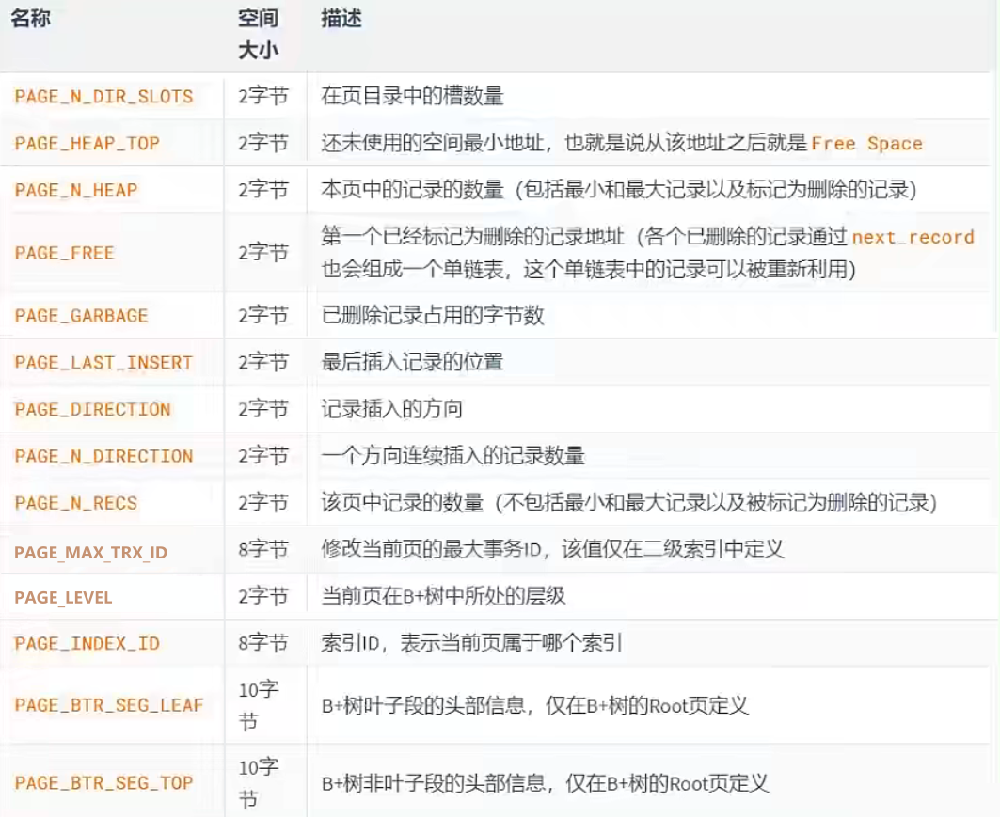 名称 空间 描述
大小
PAGE_N_DIR_SLOTS 2字节 在页目录中的槽数量
PAGE_HEAP_TOP 2字节 还未使用的空间最小地址，也就是说从该地址之后就是 Free Space
PAGE_N_HEAP 2字节 本页中的记录的数量（包括最小和最大记录以及标记为删除的记录）
PAGE_FREE 2字节 第一个已经标记为删除的记录地址（各个已删除的记录通过 next_record
也会组成一个单链表，这个单链表中的记录可以被重新利用）
PAGE_GARBAGE 2字节 已删除记录占用的字节数
PAGE_LAST_INSERT 2字节 最后插入记录的位置
PAGE_DIRECTION 2字节 记录插入的方向
PAGE_N_DIRECTION 2字节 一个方向连续插入的记录数量
PAGE_N_RECS 2字节 该页中记录的数量（不包括最小和最大记录以及被标记为删除的记录）
PAGE_MAX_TRX_ID 8字节 修改当前页的最大事务ID，该值仅在二级索引中定义
PAGE_LEVEL 2字节 当前页在B+树中所处的层级
PAGE_INDEX_ID 8字节 索引ID，表示当前页属于哪个索引
PAGE_BTR_SEG_LEAF 10字 B+树叶子段的头部信息，仅在B+树的Root页定义
节
PAGE_BTR_SEG_TOP 10字 B+树非叶子段的头部信息，仅在B+树的Root页定义
节